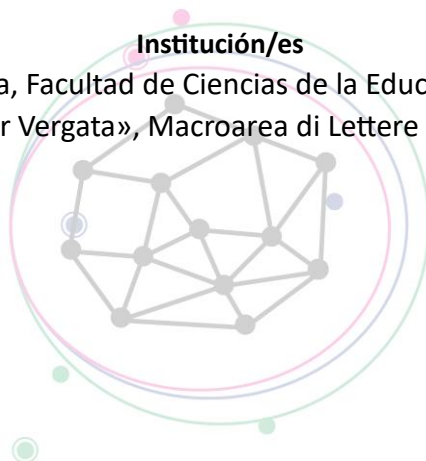 Institución/es
a, Facultad de Ciencias de la Educ
r Vergata», Macroarea di Lettere